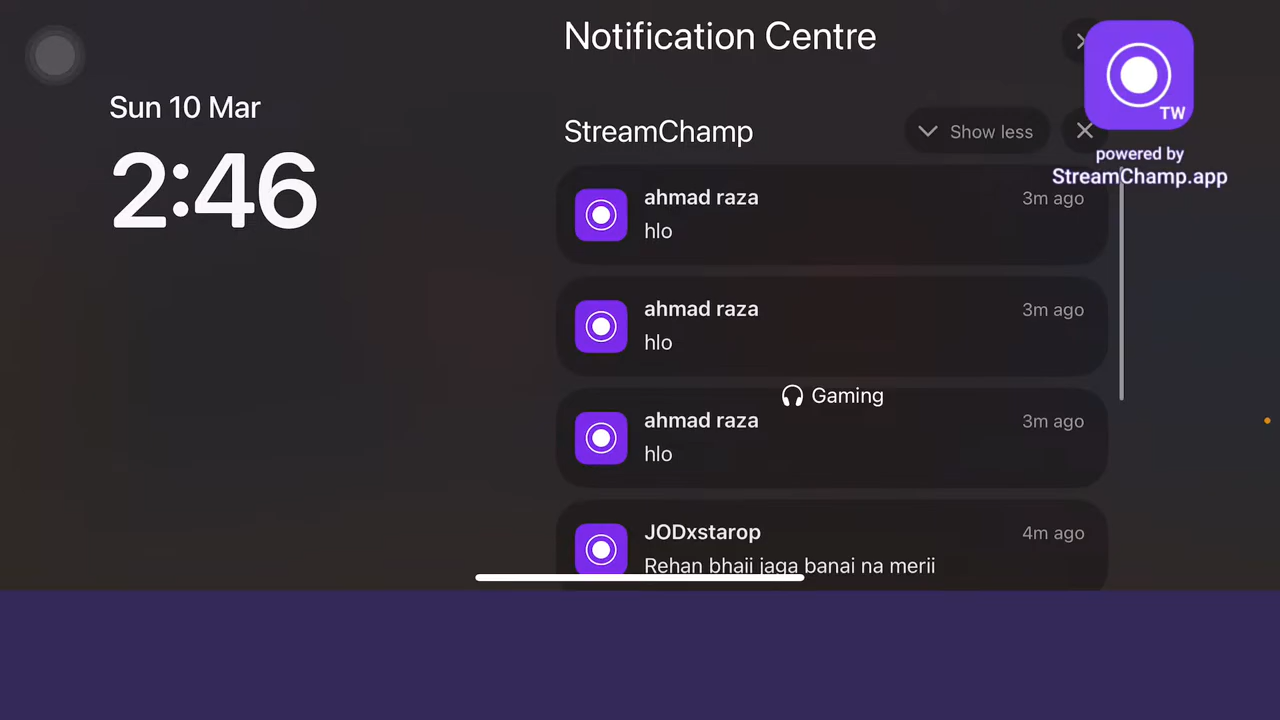 Notification Centre
TW
powered by
StreamChamp.app
Sun 10 Mar
2:46
StreamChamp
Show less
ahmad raza
3m ago
hlo
ahmad raza
3m ago
hlo
Gaming
ahmad raza
3m ago
hlo
JODxstarop
4m ago
Rehan bhaii jaga banai na merii